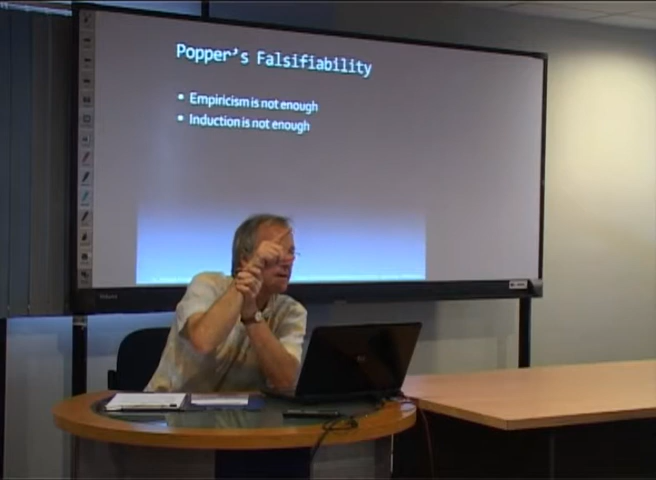 Popper's Falsifiability
• Empiricism is not enough
• Induction is not enough